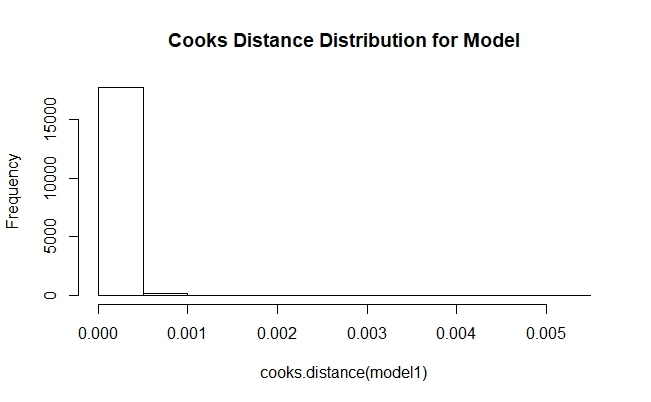 Cooks Distance Distribution for Model
Frequency
15000
10000
5000
0
0.000 0.001 0.002 0.003 0.004 0.005
cooks.distance(model1)